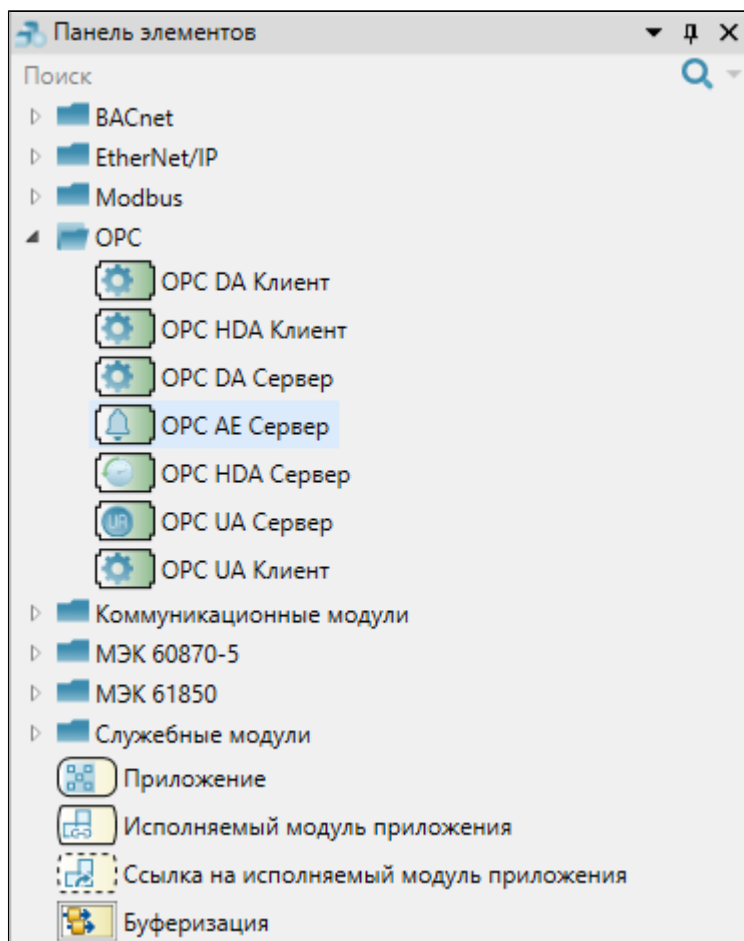 Панель элементов
Поиск
BACnet
EtherNet/IP
Modbus
OPC
OPC DA Клиент
OPC HDA Клиент
OPC DA Сервер
OPC AE Сервер
OPC HDA Сервер
UA OPC UA Сервер
OPC UA Клиент
Коммуникационные модули
МЭК 60870-5
МЭК 61850
Служебные модули
Приложение
Исполняемый модуль приложения
Ссылка на исполняемый модуль приложения
Буферизация